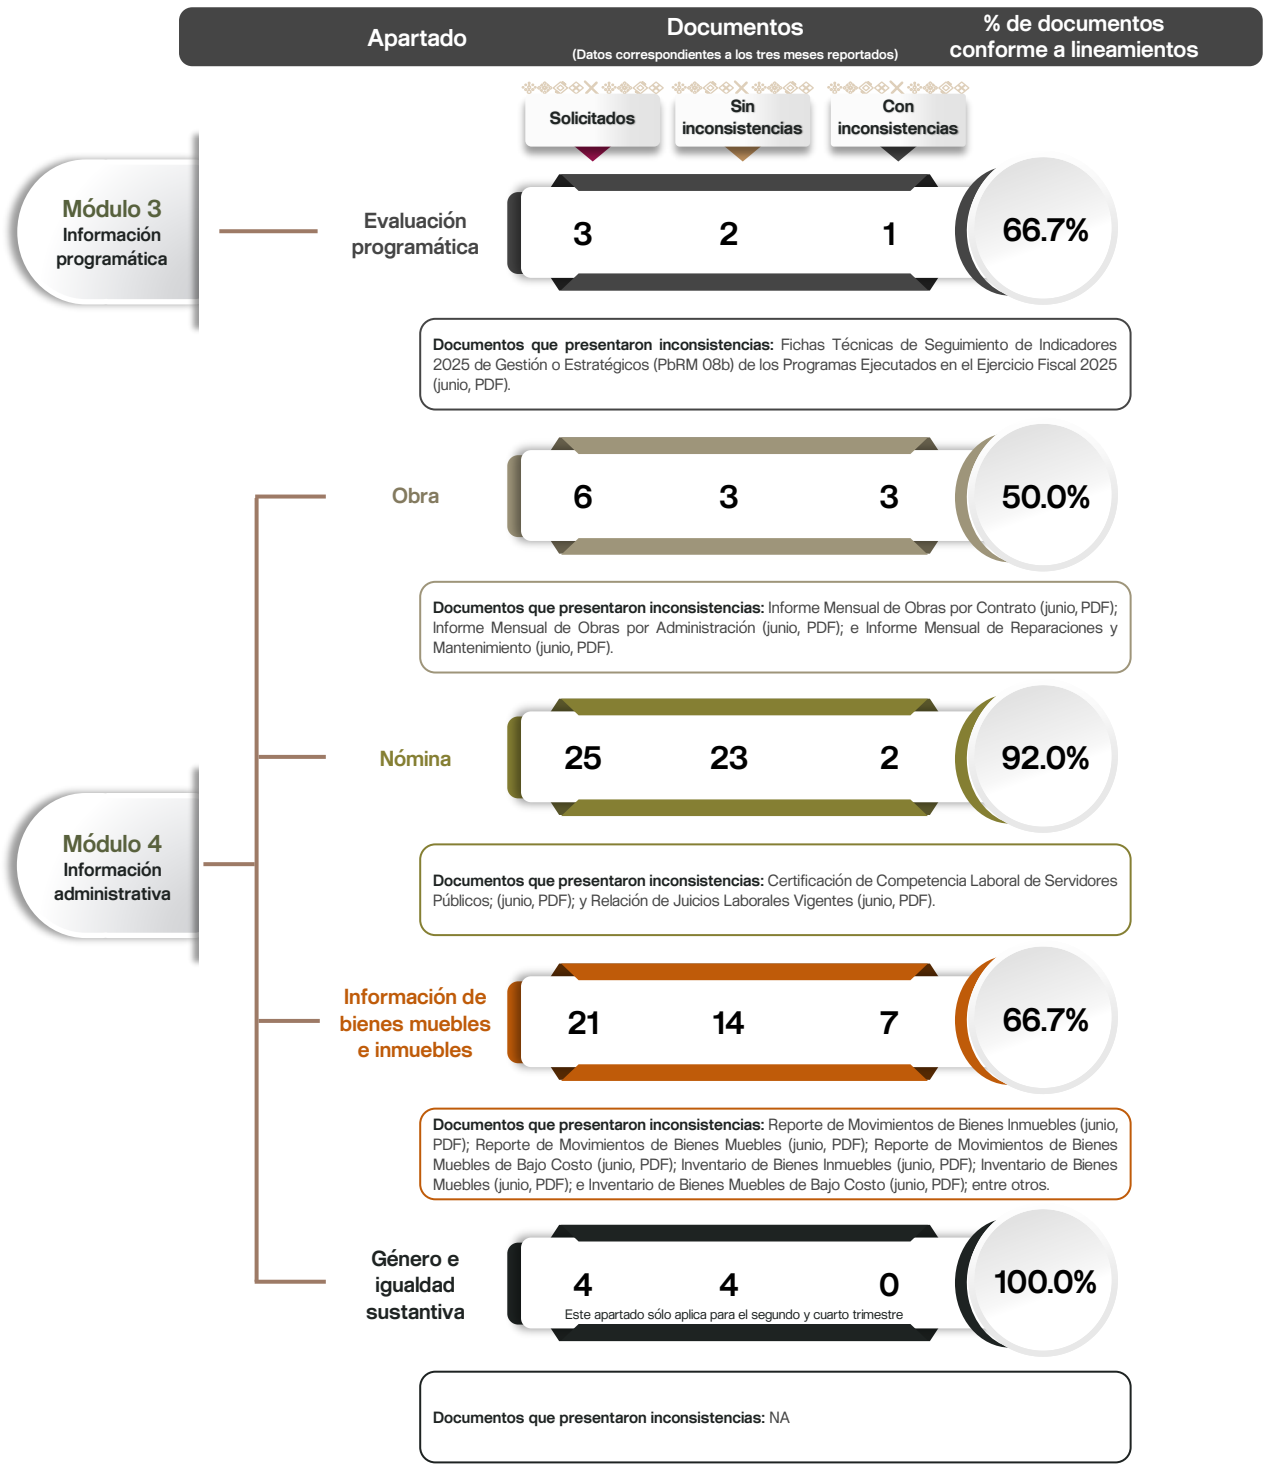 Apartado
Documentos
(Datos correspondientes a los tres meses reportados)
% de documentos
conforme a lineamientos
Solicitados
Sin
inconsistencias
Con
inconsistencias
Módulo 3
Información
programática
Evaluación
programática
3
2
1
66.7%
Documentos que presentaron inconsistencias: Fichas Técnicas de Seguimiento de Indicadores
2025 de Gestión o Estratégicos (PbRM 08b) de los Programas Ejecutados en el Ejercicio Fiscal 2025
(junio, PDF).
Módulo 4
Información
administrativa
Obra
6
3
3
50.0%
Documentos que presentaron inconsistencias: Informe Mensual de Obras por Contrato (junio, PDF);
Informe Mensual de Obras por Administración (junio, PDF); e Informe Mensual de Reparaciones y
Mantenimiento (junio, PDF).
Nómina
25
23
2
92.0%
Documentos que presentaron inconsistencias: Certificación de Competencia Laboral de Servidores
Públicos; (junio, PDF); y Relación de Juicios Laborales Vigentes (junio, PDF).
Información de
bienes muebles
e inmuebles
21
14
7
66.7%
Documentos que presentaron inconsistencias: Reporte de Movimientos de Bienes Inmuebles (junio,
PDF); Reporte de Movimientos de Bienes Muebles (junio, PDF); Reporte de Movimientos de Bienes
Muebles de Bajo Costo (junio, PDF); Inventario de Bienes Inmuebles (junio, PDF); Inventario de Bienes
Muebles (junio, PDF); e Inventario de Bienes Muebles de Bajo Costo (junio, PDF); entre otros.
Género e
igualdad
sustantiva
4
4
0
100.0%
Este apartado sólo aplica para el segundo y cuarto trimestre
Documentos que presentaron inconsistencias: NA